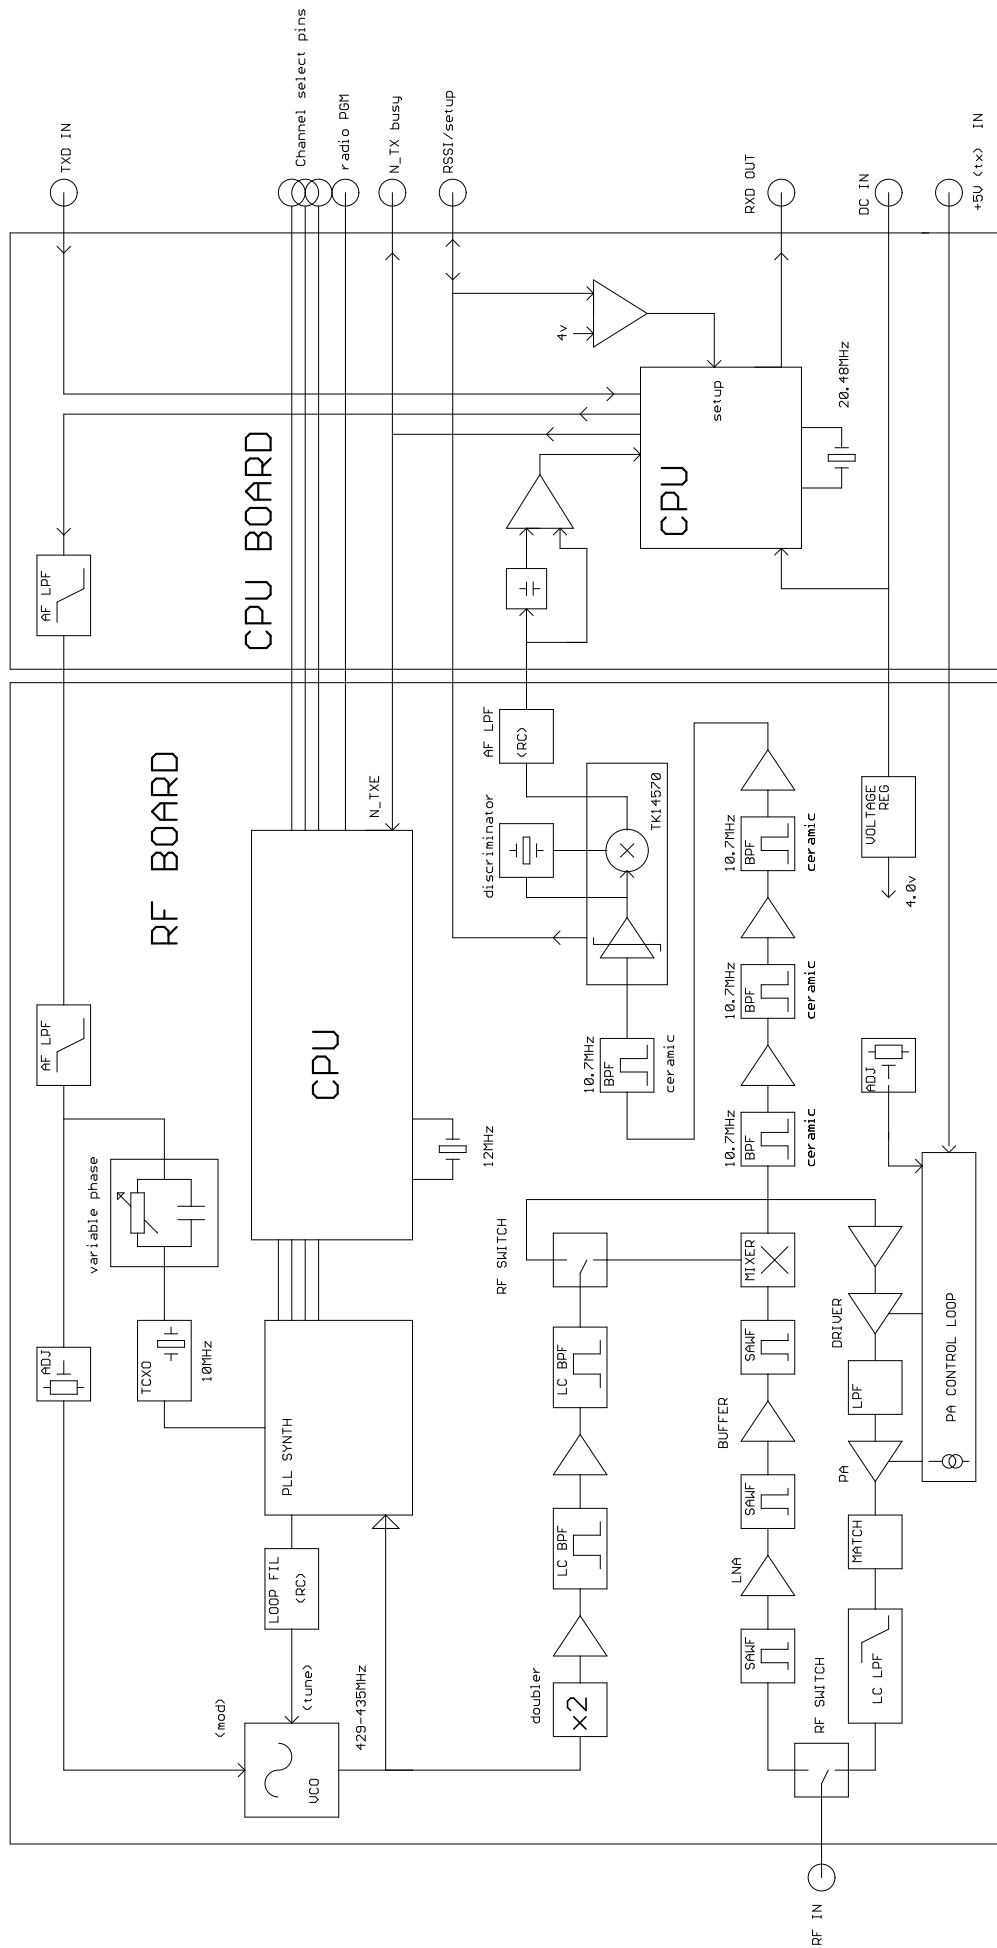 TXD IN
Channel select pins
radio PGM
N_TX busy
RSSI/setup
RXD OUT
DC IN
+5V (tx) IN
CPU BOARD
AF LPF
4v
setup
CPU
20.48MHz
RF BOARD
AF LPF
N_TXE
CPU
12MHz
AF LPF
(RC)
discriminator
TK14570
10.7MHz
BPF
ceramic
10.7MHz
BPF
ceramic
10.7MHz
BPF
ceramic
10.7MHz
BPF
ceramic
VOLTAGE
REG
4.0v
ADJ
variable phase
ADJ
TCXO
10MHz
PLL SYNTH
LOOP FIL
(RC)
(mod)
(tune)
VCO
429-435MHz
doubler
x2
LC BPF
LC BPF
RF SWITCH
MIXER
SAWF
BUFFER
SAWF
LNA
SAWF
RF SWITCH
DRIVER
LPF
PA
MATCH
LC LPF
PA CONTROL LOOP
RF IN